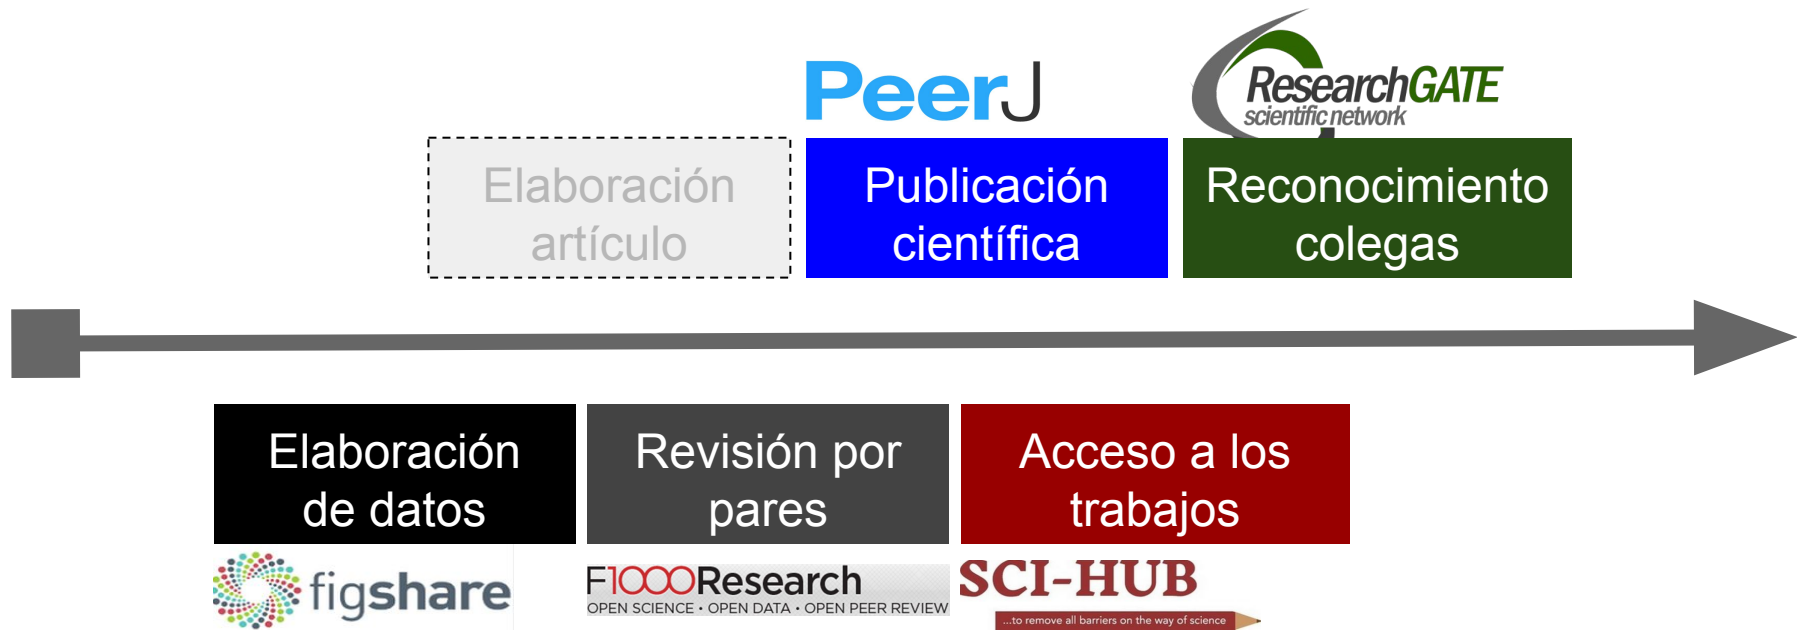 PeerJ
ResearchGATE
scientific network
Elaboración
artículo
Publicación
científica
Reconocimiento
colegas
Elaboración
de datos
Revisión por
pares
Acceso a los
trabajos
figshare
F1000Research
OPEN SCIENCE • OPEN DATA • OPEN PEER REVIEW
SCI-HUB
...to remove all barriers on the way of science